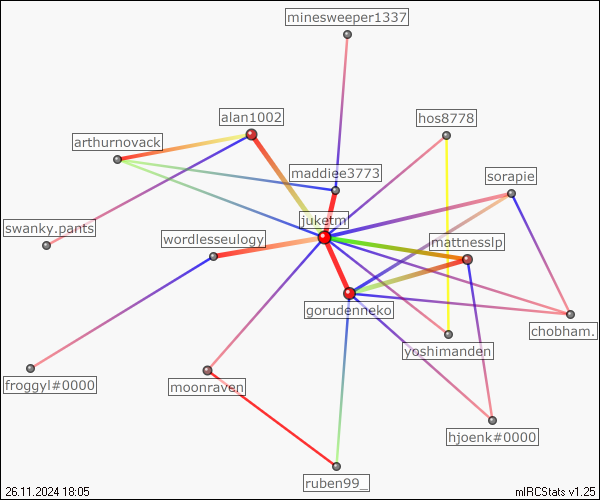 minesweeper1337
alan1002
hos8778
arthurnovack
maddiee3773
sorapie
juketm
swanky.pants
wordlesseulogy
mattnesslp
gorudenneko
chobham.
yoshimanden
froggyl#0000
moonraven
hjoenk#0000
ruben99_
26.11.2024 18:05
mIRCStats v1.25